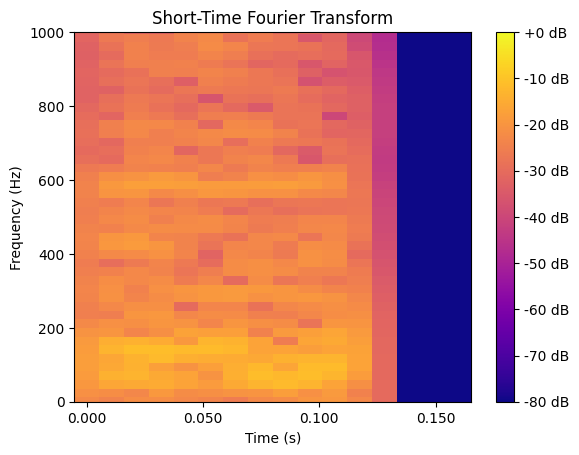 Short-Time Fourier Transform
1000
800
600
400
200
0
Frequency (Hz)
0.000
0.050
0.100
0.150
Time (s)
+0 dB
-10 dB
-20 dB
-30 dB
-40 dB
-50 dB
-60 dB
-70 dB
-80 dB